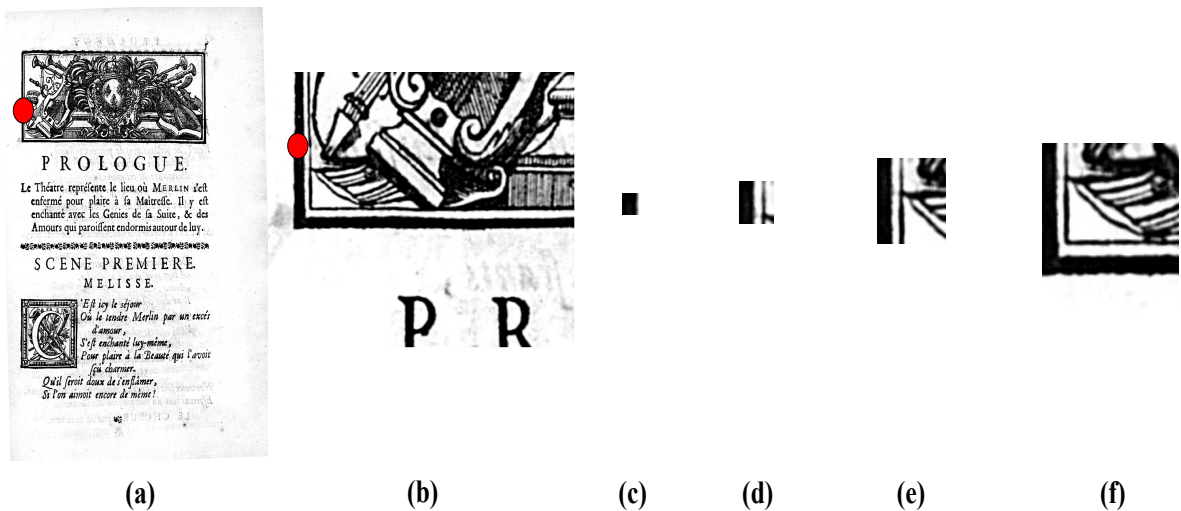 PROLOGUE.
Le Théatre repréſente le lieu où MERLIN s'eſt
enfermé pour plaire à ſa Maîtreſſe. Il y eſt
enchanté avec les Genies de ſa Suite, & des
Amours qui paroiſſent endormis autour de luy.
SCENE PREMIERE.
MELISSE.
C'Eſt icy le ſéjour
Où le tendre Merlin par un excés
d'amour,
S'eſt enchanté luy-même,
Pour plaire à la Beauté qui l'avoit
ſçû charmer.
Qu'il ſeroit doux de s'enflâmer,
Si l'on aimoit encore de même!
P R
(a) (b) (c) (d) (e) (f)